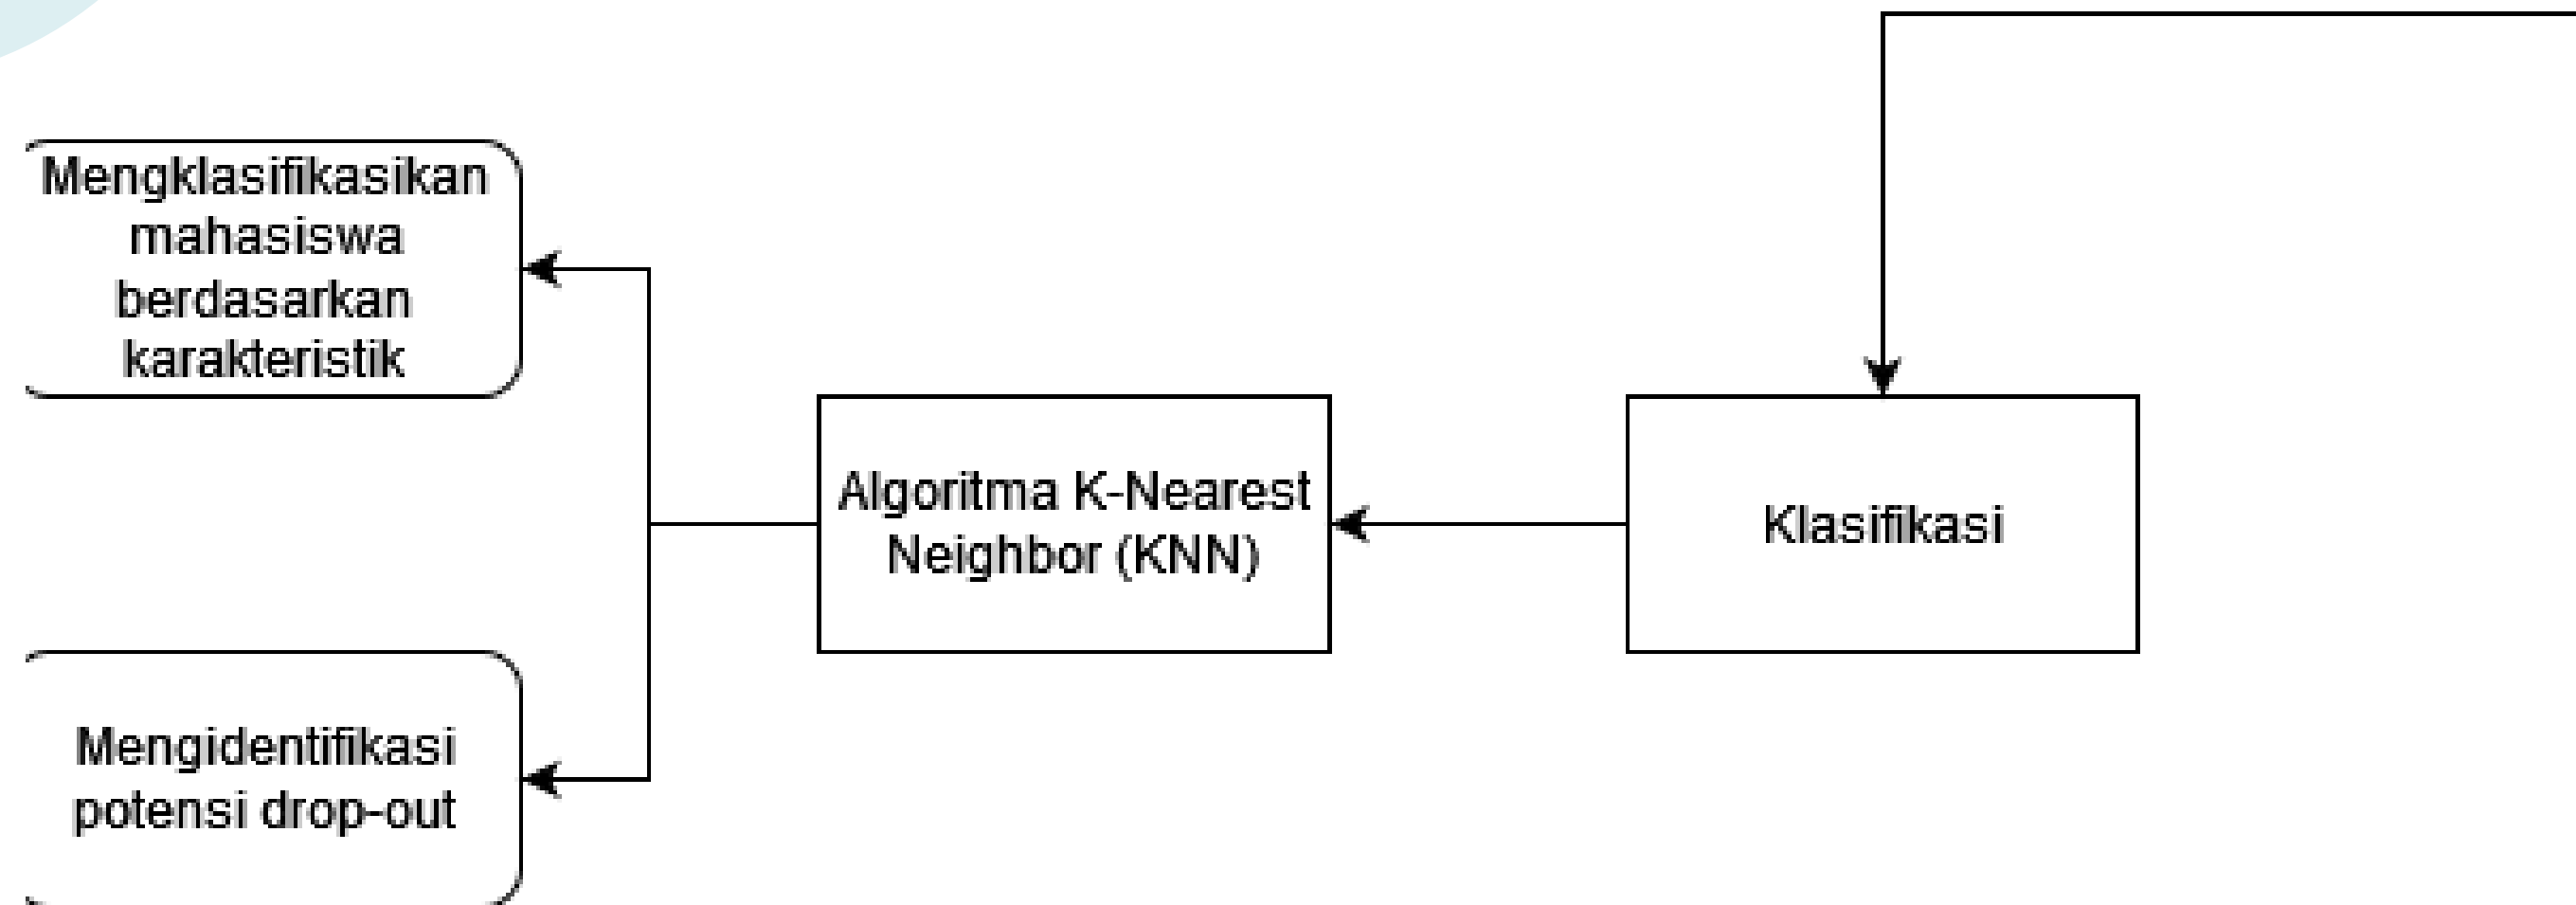 Mengklasifikasikan
mahasiswa
berdasarkan
karakteristik
Algoritma K-Nearest
Neighbor (KNN)
Klasifikasi
Mengidentifikasi
potensi drop-out